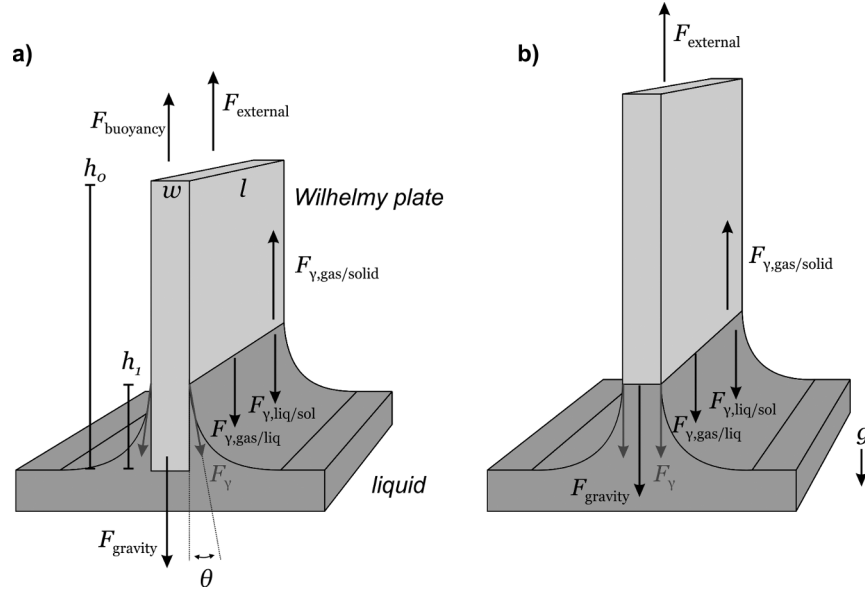 a)
F_buoyancy
F_external
h_0
w
l
Wilhelmy plate
F_γ,gas/solid
h_1
F_γ,liq/sol
F_γ,gas/liq
F_γ
liquid
F_gravity
θ
b)
F_external
F_γ,gas/solid
F_γ,liq/sol
F_γ,gas/liq
F_γ
F_gravity
g